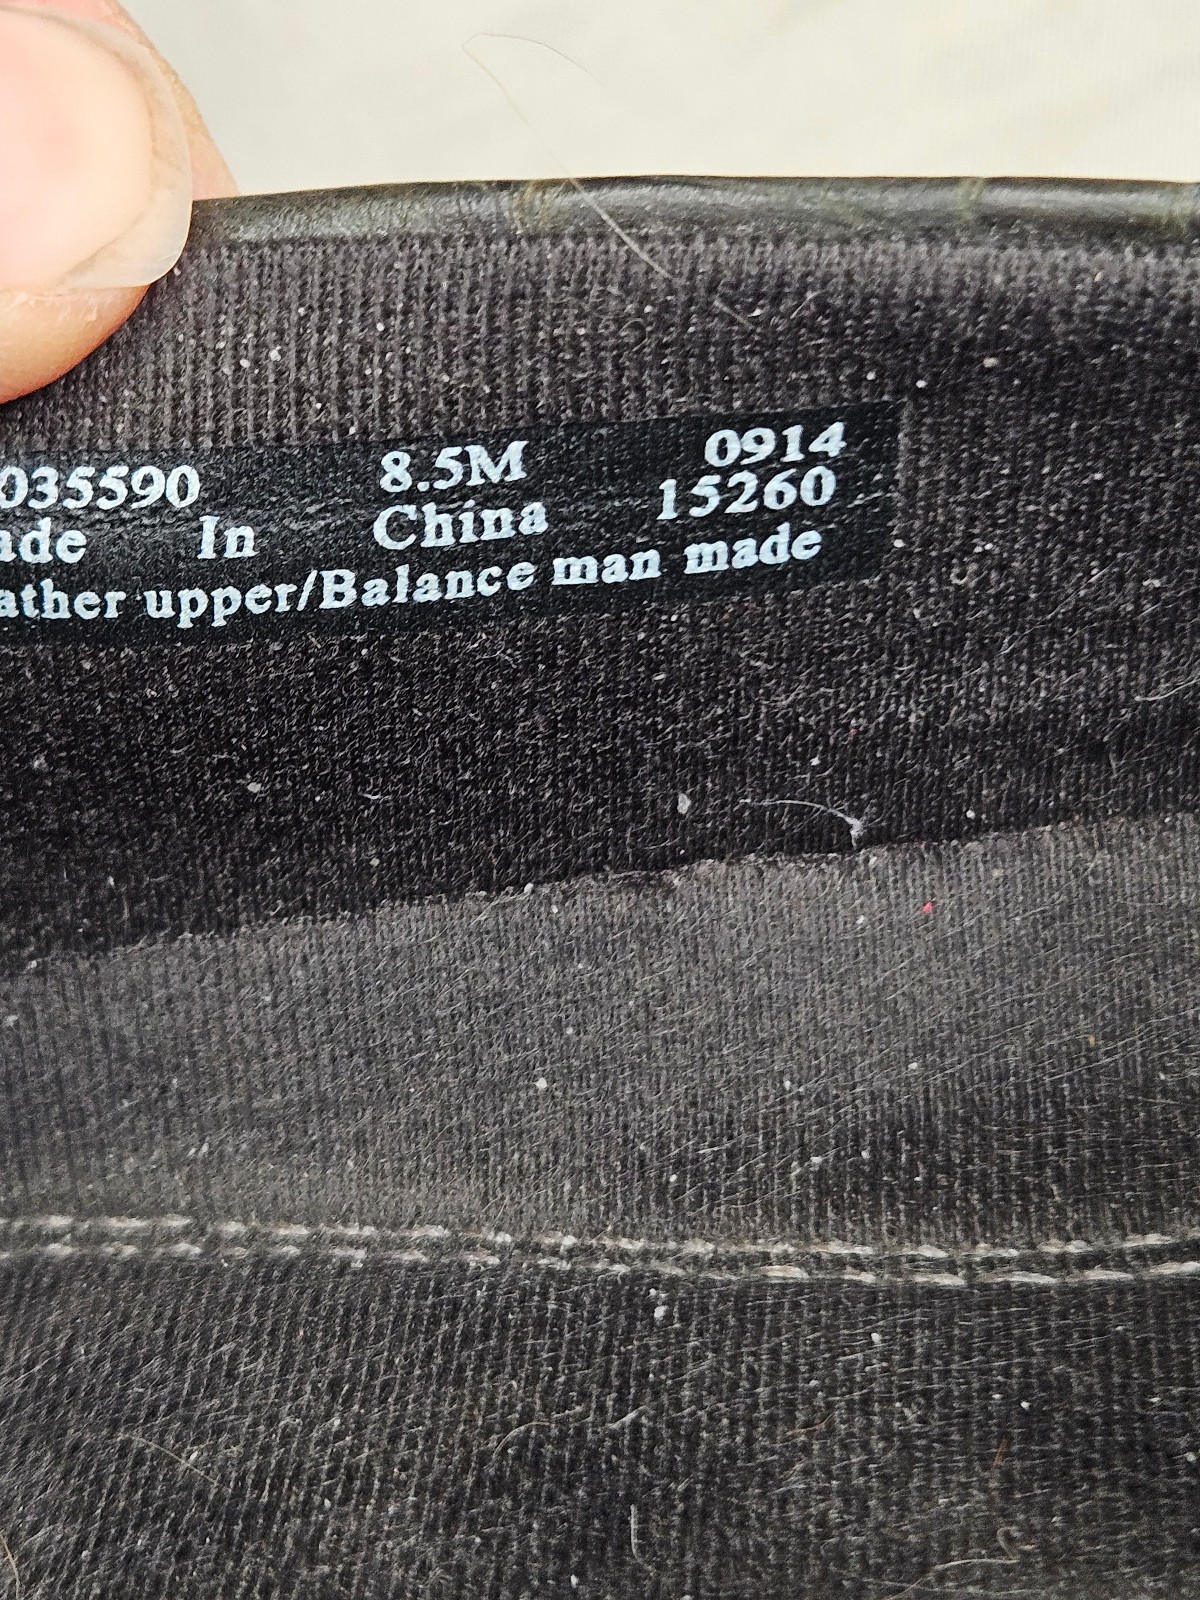 035590 8.5M 0914
ade In China 15260
ather upper/Balance man made